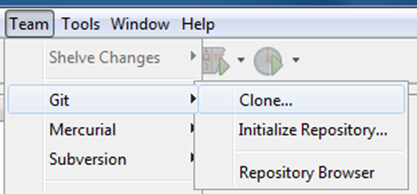 Team Tools Window Help
Shelve Changes
Git
Clone...
Mercurial
Initialize Repository...
Subversion
Repository Browser